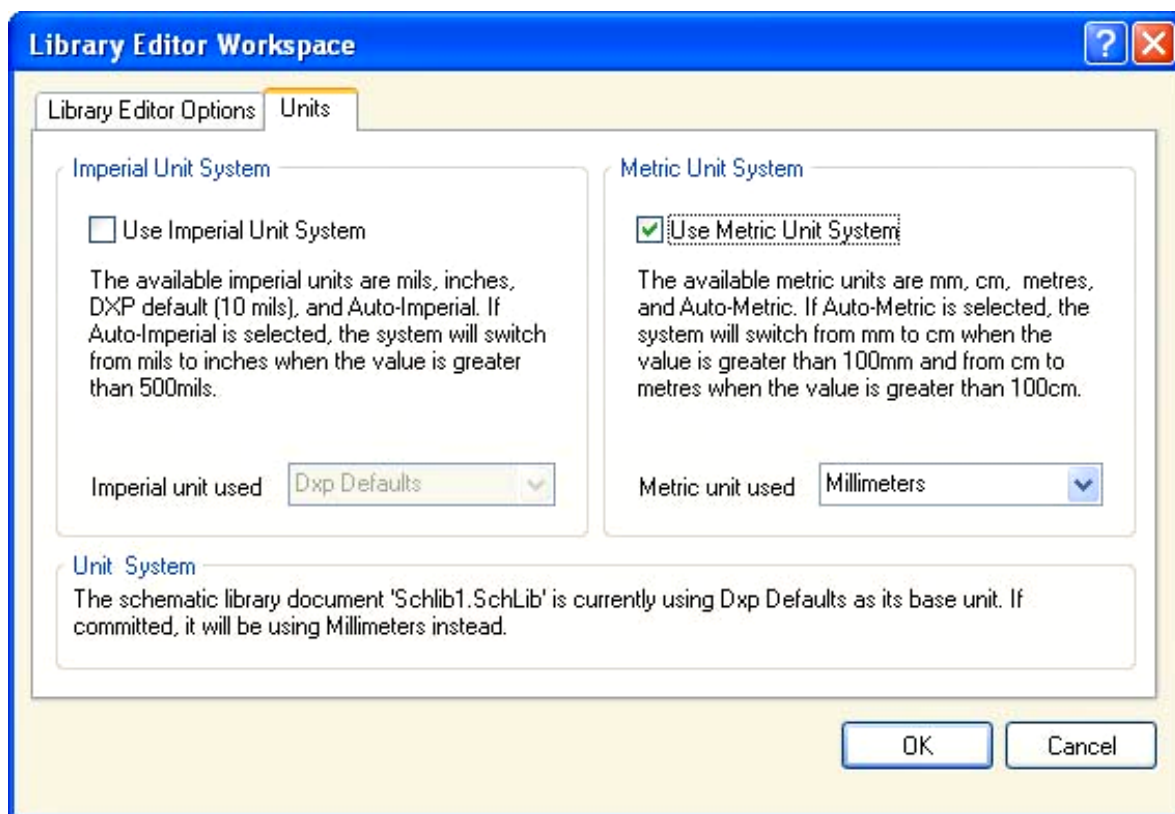 Library Editor Workspace
Library Editor Options
Units
Imperial Unit System
Use Imperial Unit System
The available imperial units are mils, inches,
DXP default (10 mils), and Auto-Imperial. If
Auto-Imperial is selected, the system will switch
from mils to inches when the value is greater
than 500mils.
Imperial unit used
Dxp Defaults
Metric Unit System
Use Metric Unit System
The available metric units are mm, cm, metres,
and Auto-Metric. If Auto-Metric is selected, the
system will switch from mm to cm when the
value is greater than 100mm and from cm to
metres when the value is greater than 100cm.
Metric unit used
Millimeters
Unit System
The schematic library document 'Schlib1.SchLib' is currently using Dxp Defaults as its base unit. If
committed, it will be using Millimeters instead.
OK
Cancel